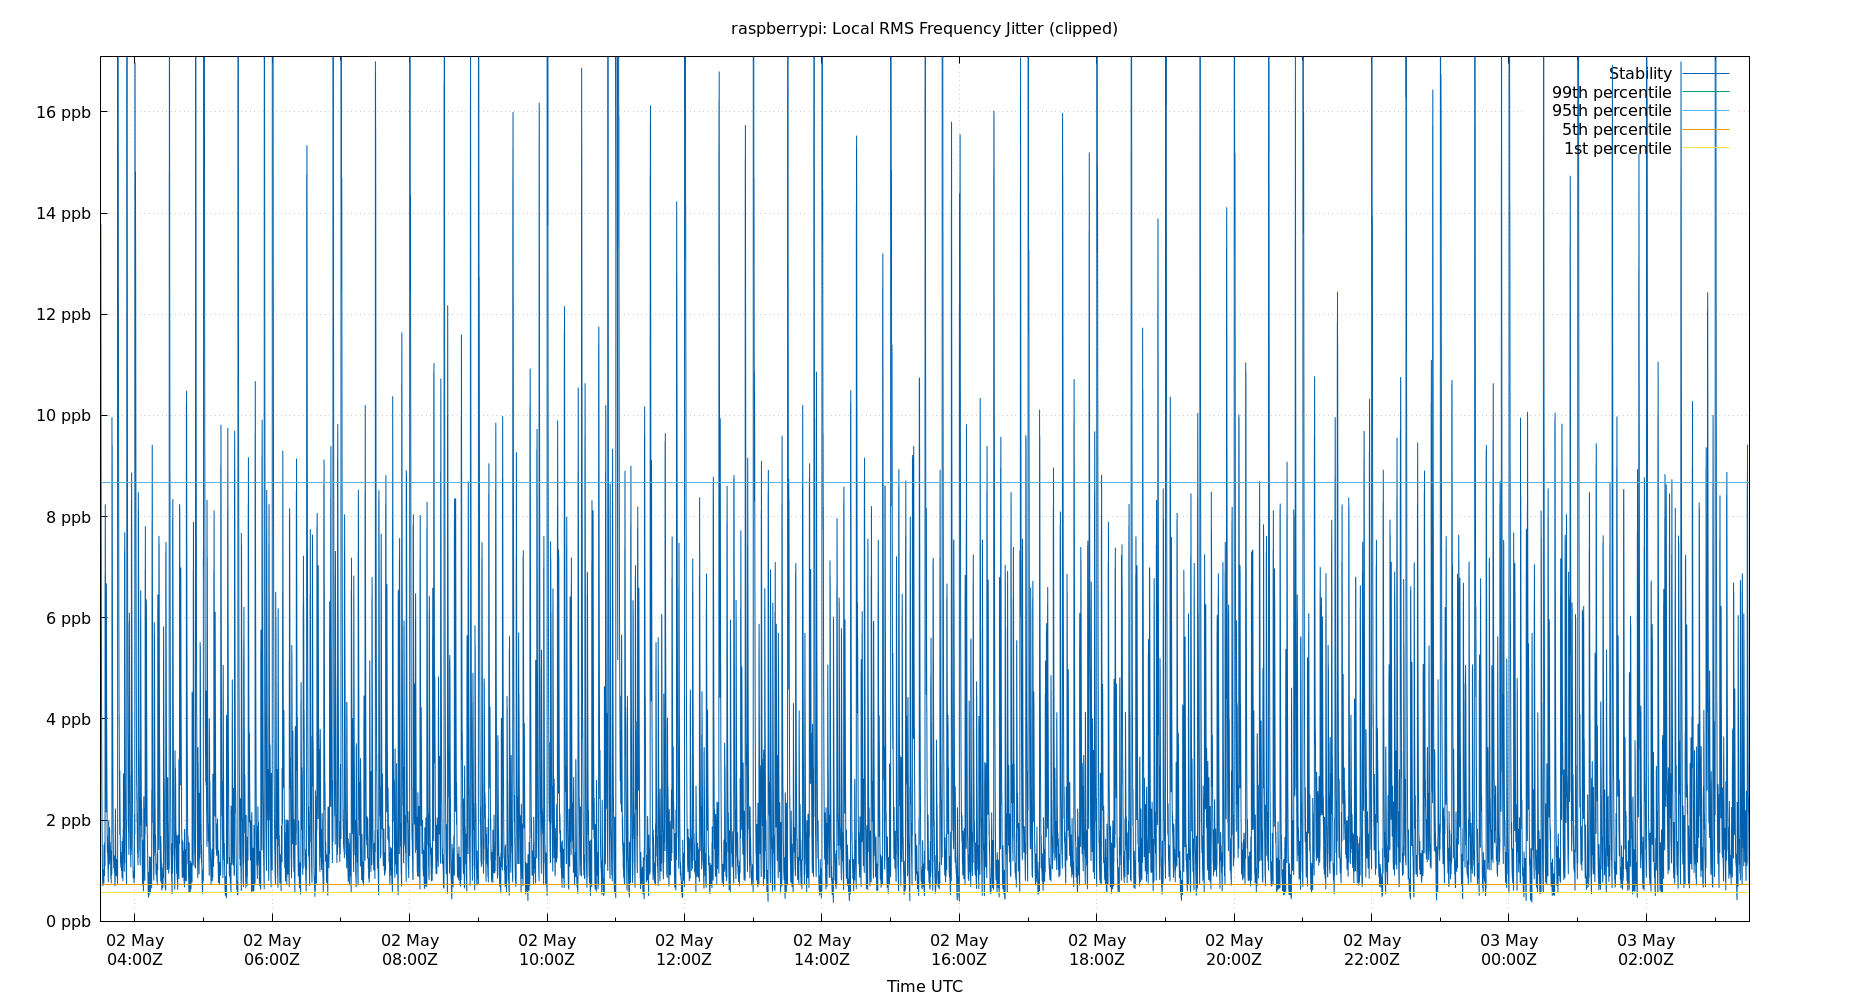 raspberrypi: Local RMS Frequency Jitter (clipped)
Stability
99th percentile
95th percentile
5th percentile
1st percentile
16 ppb
14 ppb
12 ppb
10 ppb
8 ppb
6 ppb
4 ppb
2 ppb
0 ppb
02 May 02 May 02 May 02 May 02 May 02 May 02 May 02 May 02 May 02 May 03 May 03 May
04:00Z 06:00Z 08:00Z 10:00Z 12:00Z 14:00Z 16:00Z 18:00Z 20:00Z 22:00Z 00:00Z 02:00Z
Time UTC